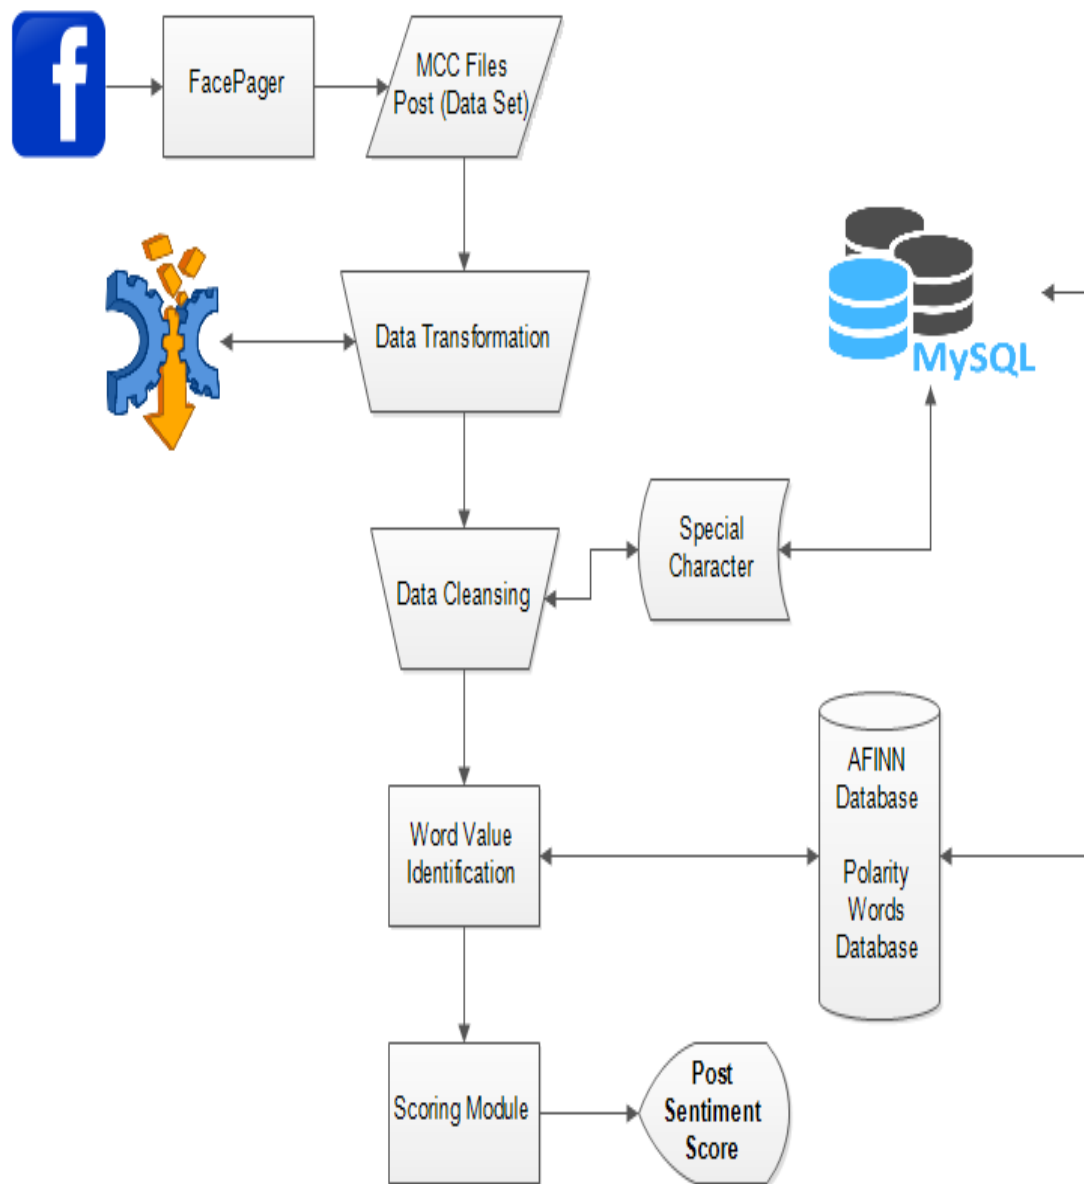 FacePager
MCC Files
Post (Data Set)
Data Transformation
MySQL
Special
Character
Data Cleansing
AFINN
Database
Polarity
Words
Database
Word Value
Identification
Scoring Module
Post
Sentiment
Score